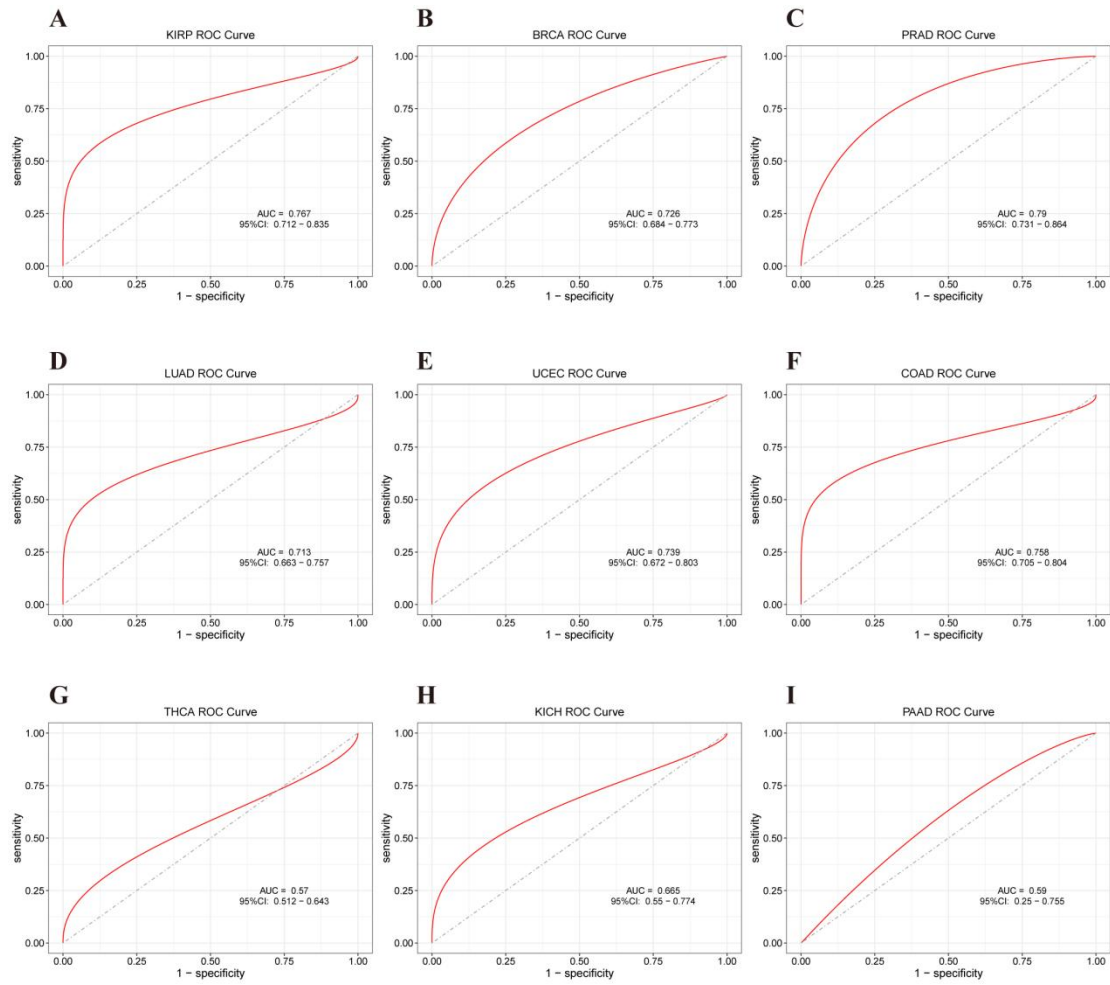 A
KIRP ROC Curve
1.00
0.75
0.50
0.25
0.00
sensitivity
AUC = 0.767
95%CI: 0.712 − 0.835
0.00 0.25 0.50 0.75 1.00
1 − specificity
B
BRCA ROC Curve
1.00
0.75
0.50
0.25
0.00
sensitivity
AUC = 0.726
95%CI: 0.684 − 0.773
0.00 0.25 0.50 0.75 1.00
1 − specificity
C
PRAD ROC Curve
1.00
0.75
0.50
0.25
0.00
sensitivity
AUC = 0.79
95%CI: 0.731 − 0.864
0.00 0.25 0.50 0.75 1.00
1 − specificity
D
LUAD ROC Curve
1.00
0.75
0.50
0.25
0.00
sensitivity
AUC = 0.713
95%CI: 0.663 − 0.757
0.00 0.25 0.50 0.75 1.00
1 − specificity
E
UCEC ROC Curve
1.00
0.75
0.50
0.25
0.00
sensitivity
AUC = 0.739
95%CI: 0.672 − 0.803
0.00 0.25 0.50 0.75 1.00
1 − specificity
F
COAD ROC Curve
1.00
0.75
0.50
0.25
0.00
sensitivity
AUC = 0.758
95%CI: 0.705 − 0.804
0.00 0.25 0.50 0.75 1.00
1 − specificity
G
THCA ROC Curve
1.00
0.75
0.50
0.25
0.00
sensitivity
AUC = 0.57
95%CI: 0.512 − 0.643
0.00 0.25 0.50 0.75 1.00
1 − specificity
H
KICH ROC Curve
1.00
0.75
0.50
0.25
0.00
sensitivity
AUC = 0.665
95%CI: 0.55 − 0.774
0.00 0.25 0.50 0.75 1.00
1 − specificity
I
PAAD ROC Curve
1.00
0.75
0.50
0.25
0.00
sensitivity
AUC = 0.59
95%CI: 0.25 − 0.755
0.00 0.25 0.50 0.75 1.00
1 − specificity